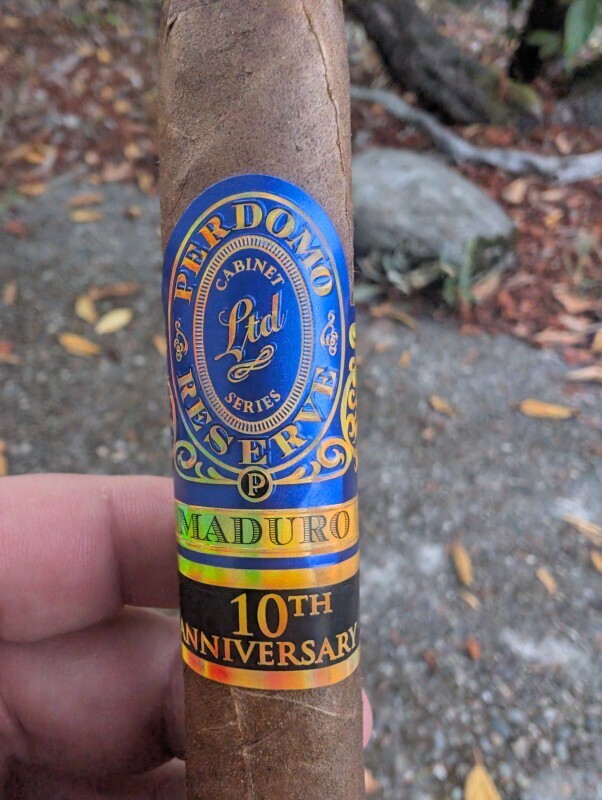 PERDOMO
CABINET
Ltd
SERIES
RESERVE
P
MADURO
10TH
ANNIVERSARY